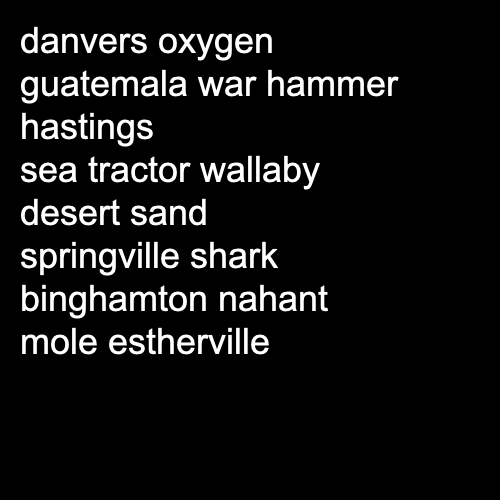 danvers oxygen
guatemala war hammer
hastings
sea tractor wallaby
desert sand
springville shark
binghamton nahant
mole estherville